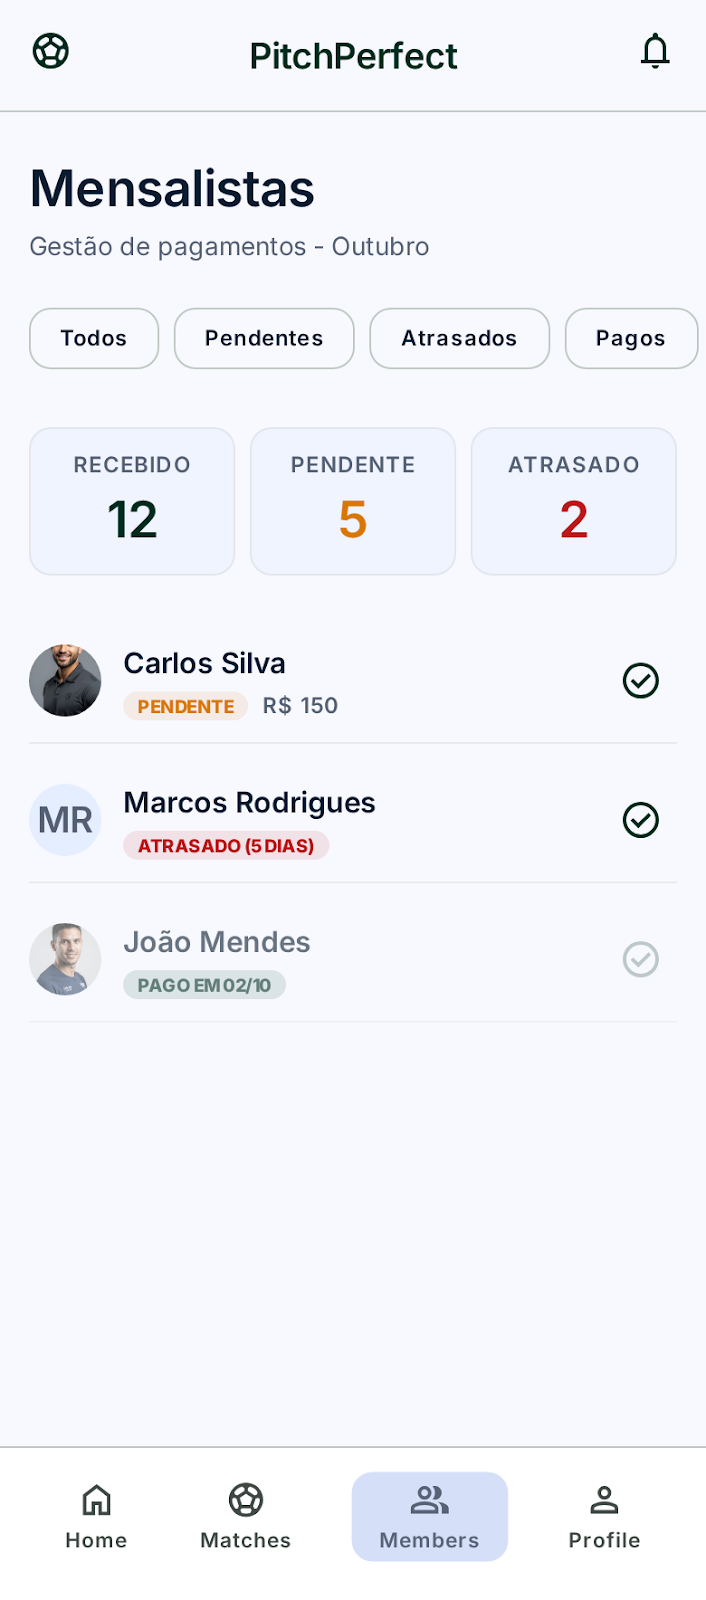 PitchPerfect
Mensalistas
Gestão de pagamentos - Outubro
Todos Pendentes Atrasados Pagos
RECEBIDO PENDENTE ATRASADO
12 5 2
Carlos Silva
PENDENTE R$ 150
MR
Marcos Rodrigues
ATRASADO (5 DIAS)
João Mendes
PAGO EM 02/10
Home Matches Members Profile